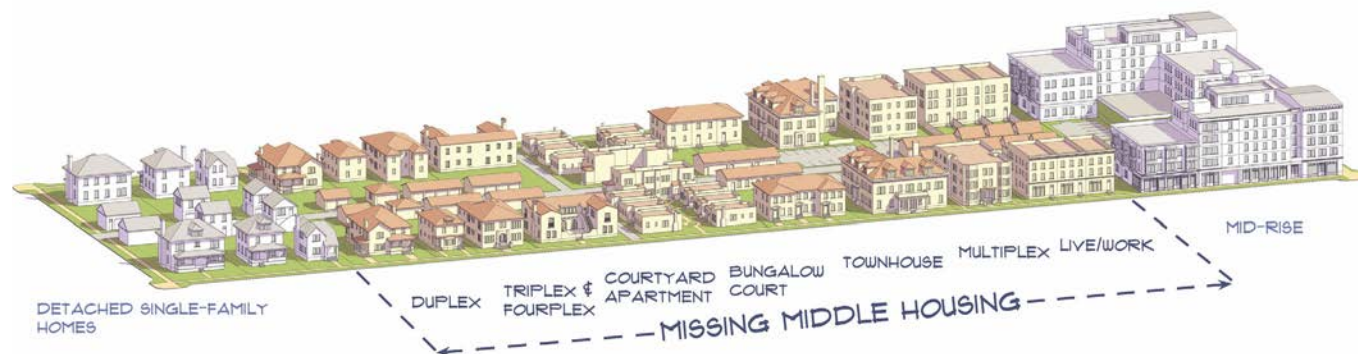 DETACHED SINGLE-FAMILY
HOMES
DUPLEX
TRIPLEX &
FOURPLEX
COURTYARD
APARTMENT
BUNGALOW
COURT
TOWNHOUSE
MULTIPLEX
LIVE/WORK
MID-RISE
MISSING MIDDLE HOUSING